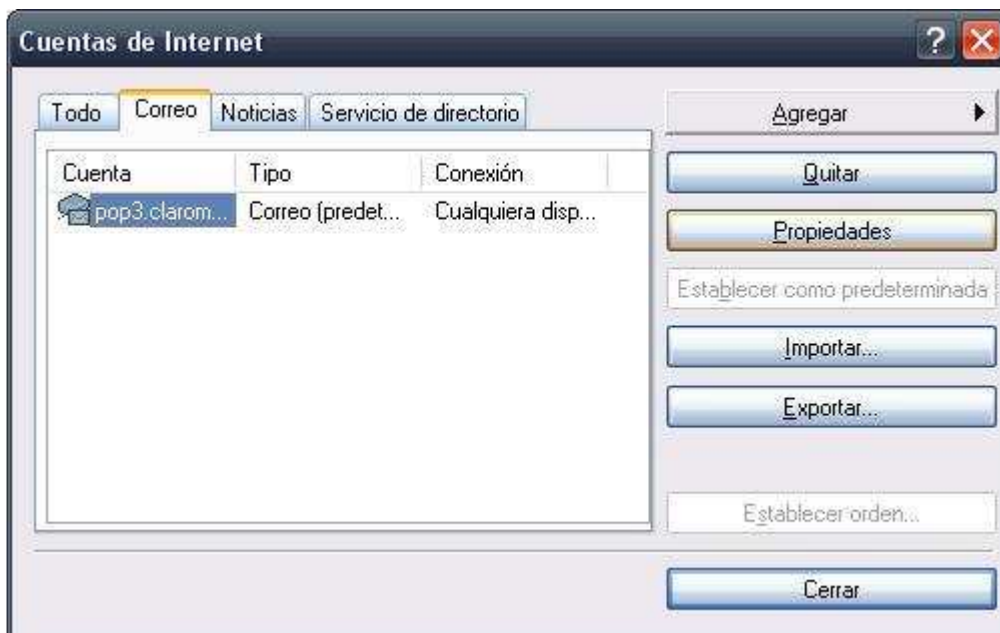 Cuentas de Internet
Todo Correo Noticias Servicio de directorio
Agregar
Cuenta Tipo Conexión
Quitar
pop3.clarom... Correo (predet... Cualquiera disp...
Propiedades
Establecer como predeterminada
Importar...
Exportar...
Establecer orden...
Cerrar